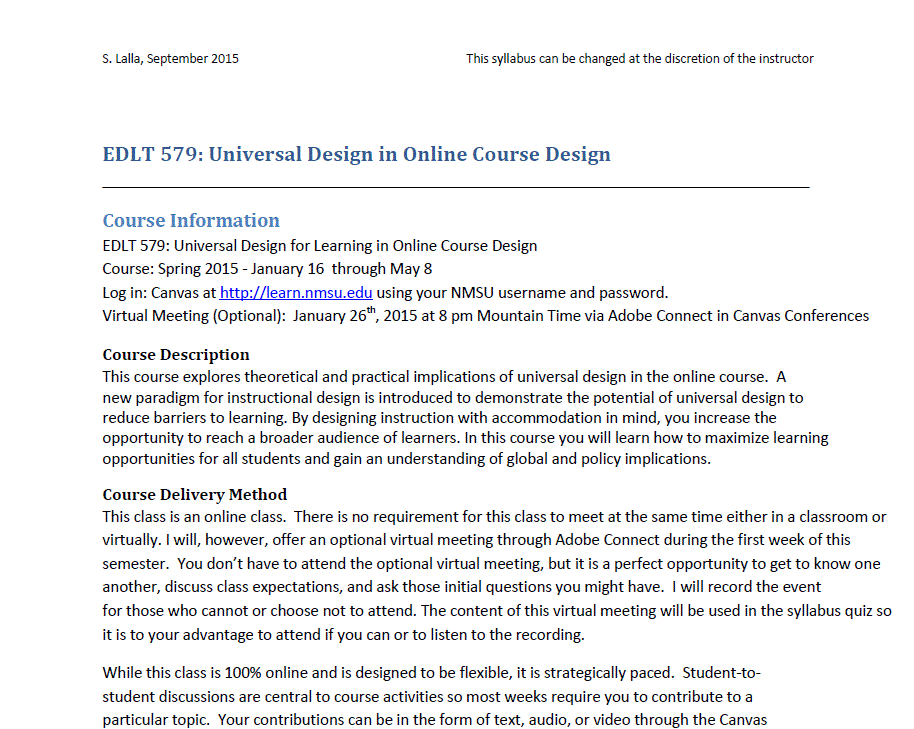 S. Lalla, September 2015 This syllabus can be changed at the discretion of the instructor
EDLT 579: Universal Design in Online Course Design
Course Information
EDLT 579: Universal Design for Learning in Online Course Design
Course: Spring 2015 - January 16 through May 8
Log in: Canvas at http://learn.nmsu.edu using your NMSU username and password.
Virtual Meeting (Optional): January 26th, 2015 at 8 pm Mountain Time via Adobe Connect in Canvas Conferences
Course Description
This course explores theoretical and practical implications of universal design in the online course. A
new paradigm for instructional design is introduced to demonstrate the potential of universal design to
reduce barriers to learning. By designing instruction with accommodation in mind, you increase the
opportunity to reach a broader audience of learners. In this course you will learn how to maximize learning
opportunities for all students and gain an understanding of global and policy implications.
Course Delivery Method
This class is an online class. There is no requirement for this class to meet at the same time either in a classroom or
virtually. I will, however, offer an optional virtual meeting through Adobe Connect during the first week of this
semester. You don't have to attend the optional virtual meeting, but it is a perfect opportunity to get to know one
another, discuss class expectations, and ask those initial questions you might have. I will record the event
for those who cannot or choose not to attend. The content of this virtual meeting will be used in the syllabus quiz so
it is to your advantage to attend if you can or to listen to the recording.
While this class is 100% online and is designed to be flexible, it is strategically paced. Student-to-
student discussions are central to course activities so most weeks require you to contribute to a
particular topic. Your contributions can be in the form of text, audio, or video through the Canvas